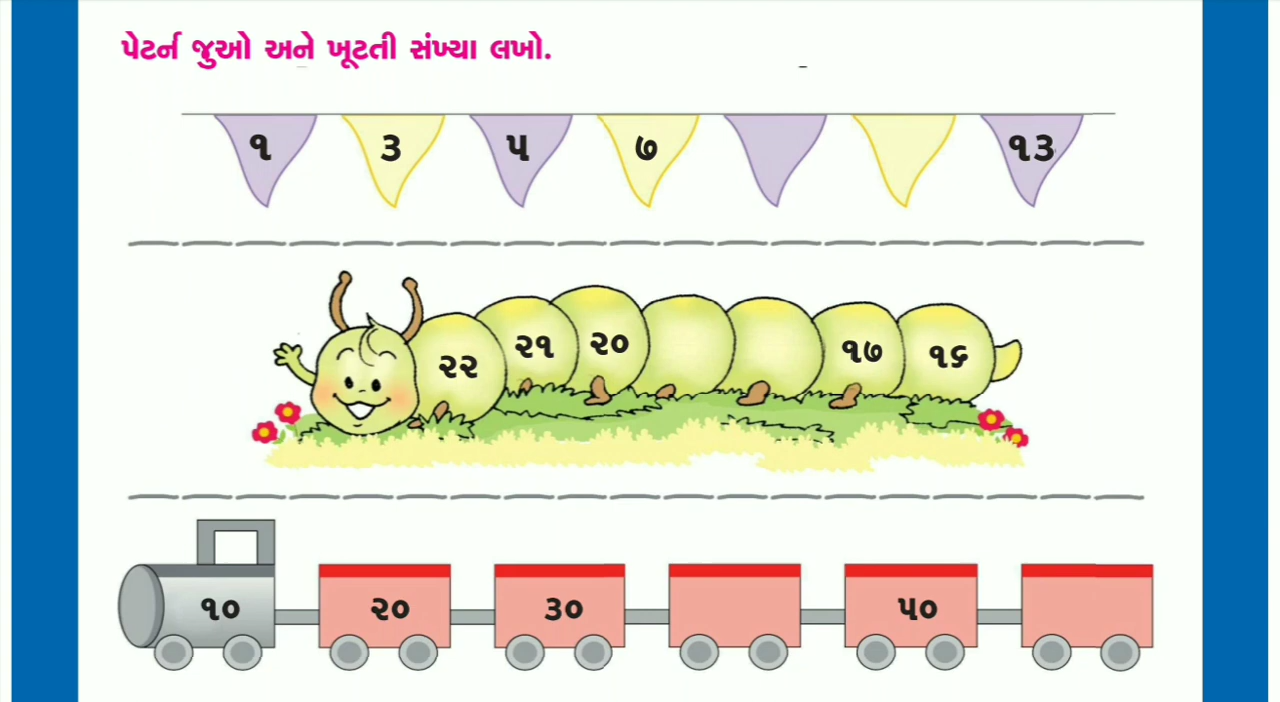 પેટર્ન જુઓ અને ખૂટતી સંખ્યા લખો.
૧ ૩ ૫ ૭ ૧૩
૨૨ ૨૧ ૨૦ ૧૭ ૧૬
૧૦ ૨૦ ૩૦ ૫૦